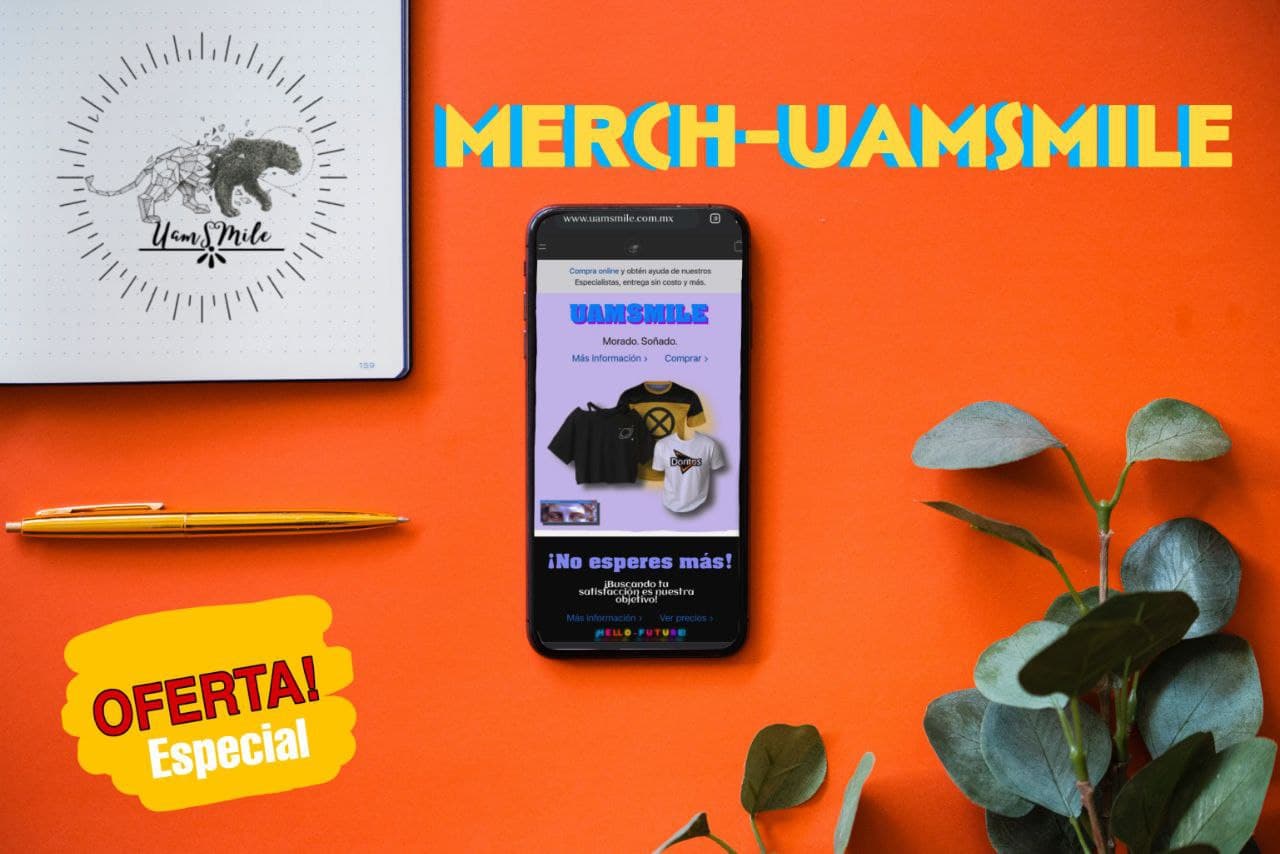 MERCH-UAMSMILE
UamSMile
159
www.uamsmile.com.mx
Compra online y obtén ayuda de nuestros
Especialistas, entrega sin costo y más.
UAMSMILE
Morado. Soñado.
Más Información › Comprar ›
Doritos
¡No esperes más!
¡Buscando tu
satisfacción es nuestra
objetivo!
Más Información › Ver precios ›
HELLO-FUTURE
OFERTA!
Especial